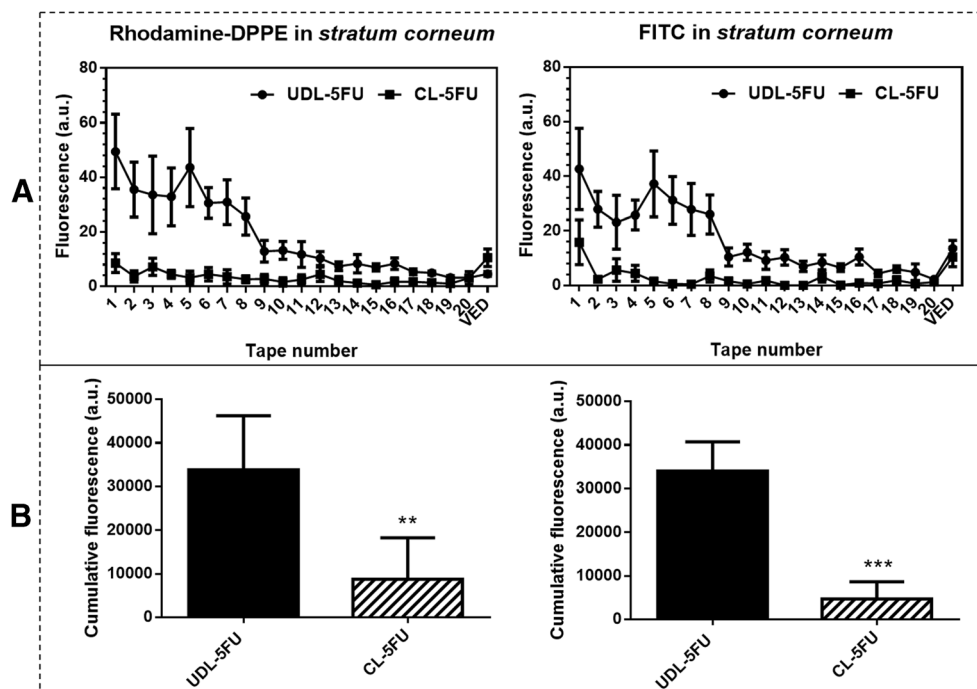 A
Rhodamine-DPPE in stratum corneum
Fluorescence (a.u.)
80
60
40
20
0
UDL-5FU CL-5FU
1 2 3 4 5 6 7 8 9 10 11 12 13 14 15 16 17 18 19 20 VED
Tape number
FITC in stratum corneum
Fluorescence (a.u.)
80
60
40
20
0
UDL-5FU CL-5FU
1 2 3 4 5 6 7 8 9 10 11 12 13 14 15 16 17 18 19 20 VED
Tape number
B
Cumulative fluorescence (a.u.)
50000
40000
30000
20000
10000
0
**
UDL-5FU CL-5FU
Cumulative fluorescence (a.u.)
50000
40000
30000
20000
10000
0
***
UDL-5FU CL-5FU